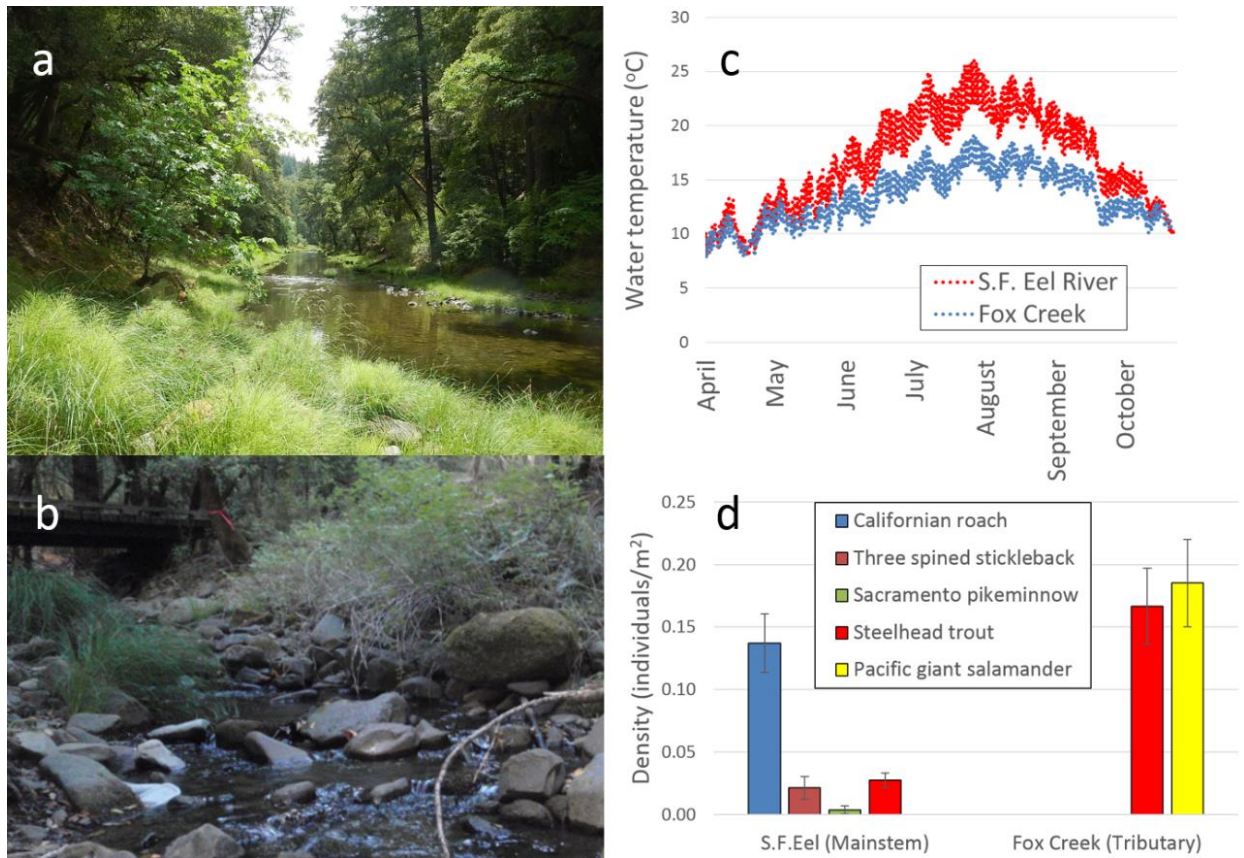 a
b
c
Water temperature (°C)
30
25
20
15
10
5
0
S.F. Eel River
Fox Creek
April
May
June
July
August
September
October
d
Density (individuals/m²)
0.25
0.20
0.15
0.10
0.05
0.00
Californian roach
Three spined stickleback
Sacramento pikeminnow
Steelhead trout
Pacific giant salamander
S.F.Eel (Mainstem)
Fox Creek (Tributary)